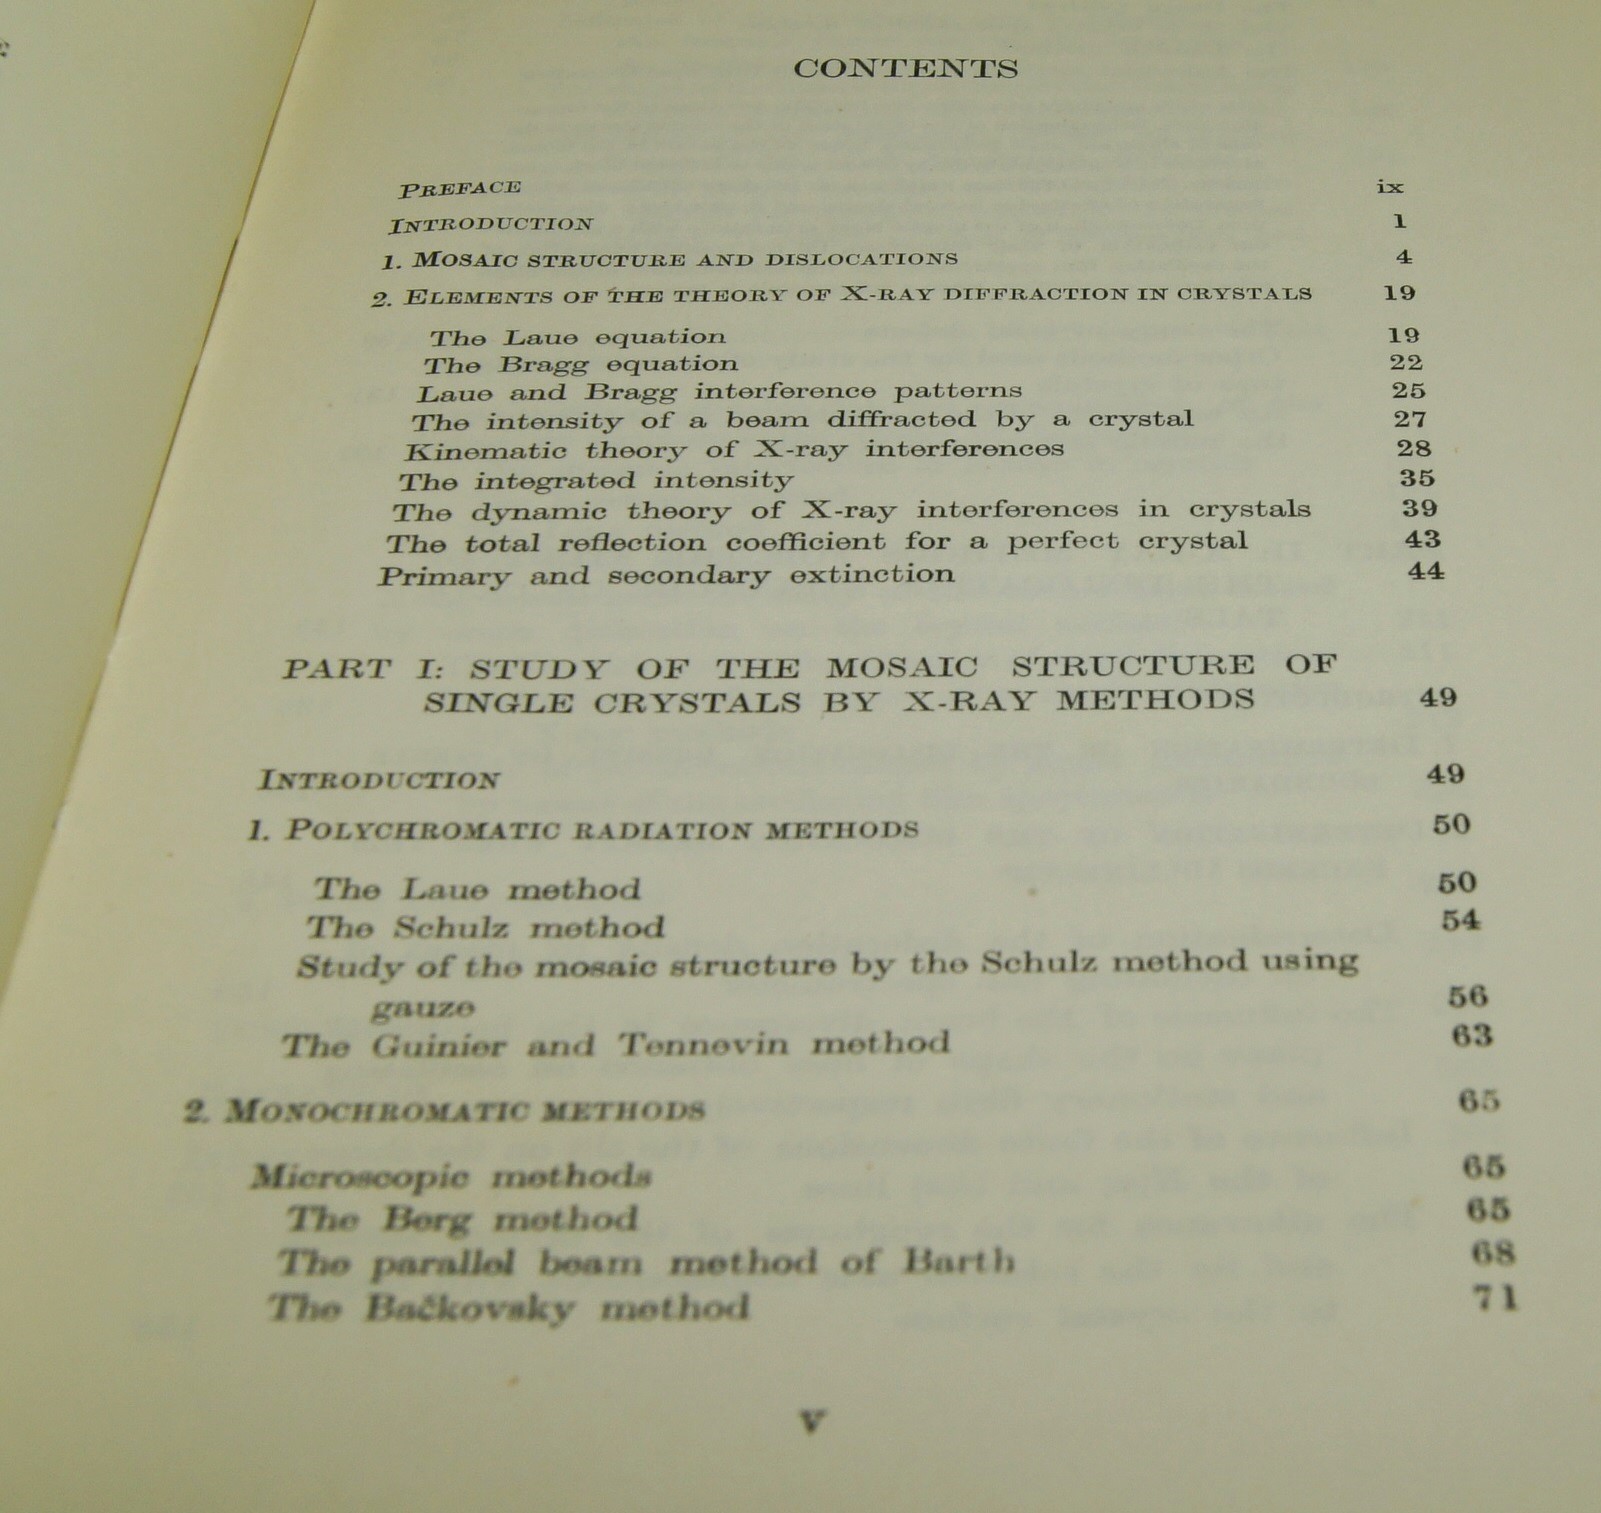 CONTENTS
PREFACE ix
INTRODUCTION 1
1. MOSAIC STRUCTURE AND DISLOCATIONS 4
2. ELEMENTS OF THE THEORY OF X-RAY DIFFRACTION IN CRYSTALS 19
The Laue equation 19
The Bragg equation 22
Laue and Bragg interference patterns 25
The intensity of a beam diffracted by a crystal 27
Kinematic theory of X-ray interferences 28
The integrated intensity 35
The dynamic theory of X-ray interferences in crystals 39
The total reflection coefficient for a perfect crystal 43
Primary and secondary extinction 44
PART I: STUDY OF THE MOSAIC STRUCTURE OF
SINGLE CRYSTALS BY X-RAY METHODS 49
INTRODUCTION 49
1. POLYCHROMATIC RADIATION METHODS 50
The Laue method 50
The Schulz method 54
Study of the mosaic structure by the Schulz method using
gauze 56
The Guinier and Tennevin method 63
2. MONOCHROMATIC METHODS 65
Microscopic methods 65
The Berg method 65
The parallel beam method of Barth 68
The Bačkovsky method 71
v